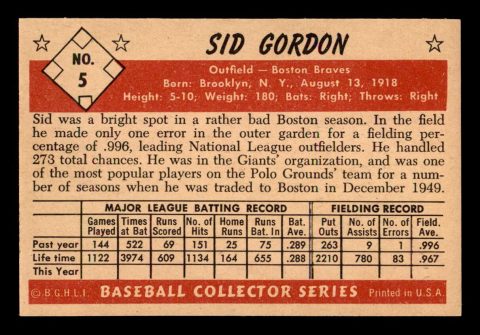 NO.
5
SID GORDON
Outfield — Boston Braves
Born: Brooklyn, N. Y., August 13, 1918
Height: 5-10; Weight: 180; Bats: Right; Throws: Right
Sid was a bright spot in a rather bad Boston season. In the field
he made only one error in the outer garden for a fielding per-
centage of .996, leading National League outfielders. He handled
273 total chances. He was in the Giants' organization, and was one
of the most popular players on the Polo Grounds' team for a num-
ber of seasons when he was traded to Boston in December 1949.
MAJOR LEAGUE BATTING RECORD FIELDING RECORD
Games Times Runs No. of Home Runs Bat. Put No. of No. of Field.
Played at Bat Scored Hits Runs Bat. In Ave. Outs Assists Errors Ave.
Past year 144 522 69 151 25 75 .289 263 9 1 .996
Life time 1122 3974 609 1134 164 655 .288 2210 780 83 .967
This Year
© B.G.H.L.I. BASEBALL COLLECTOR SERIES Printed in U.S.A.